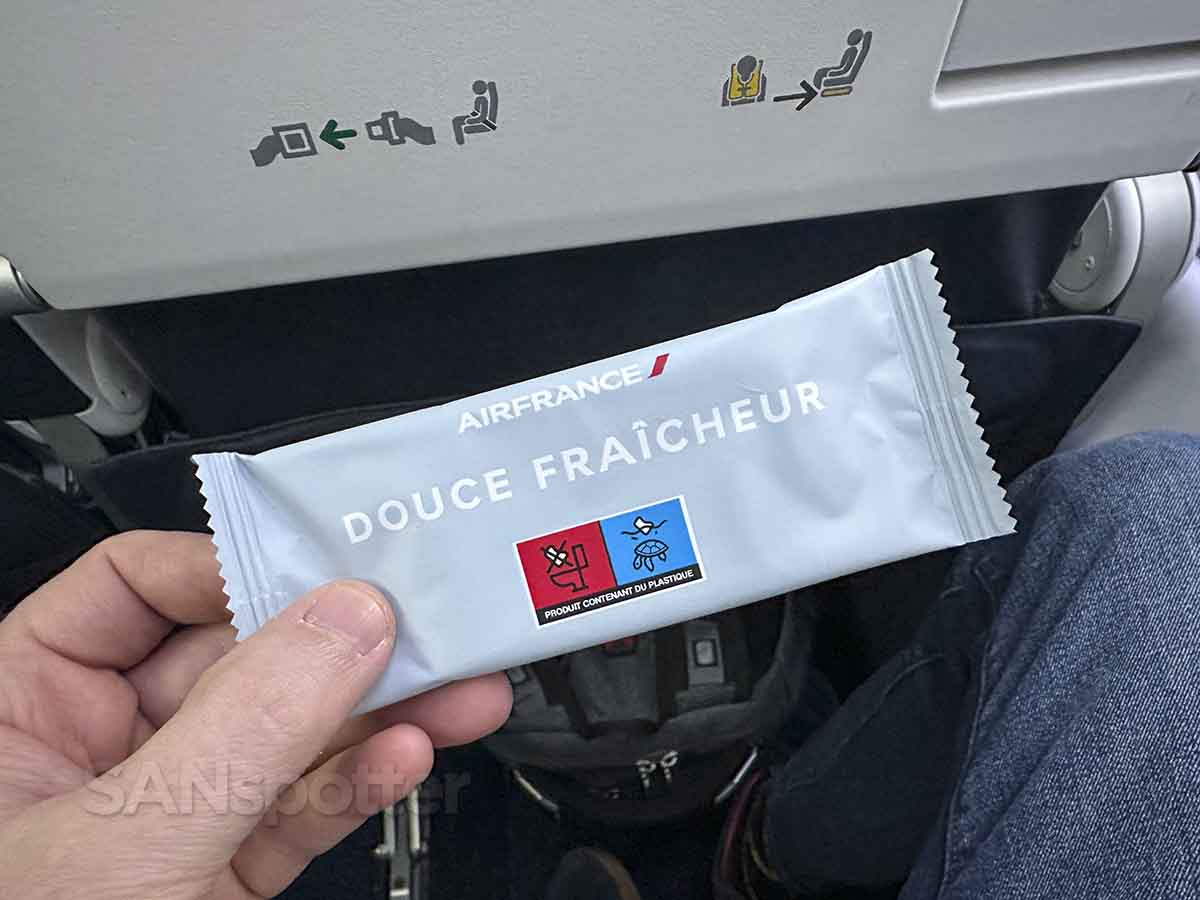 AIRFRANCE
DOUCE FRAÎCHEUR
PRODUIT CONTENANT DU PLASTIQUE
SANspotter